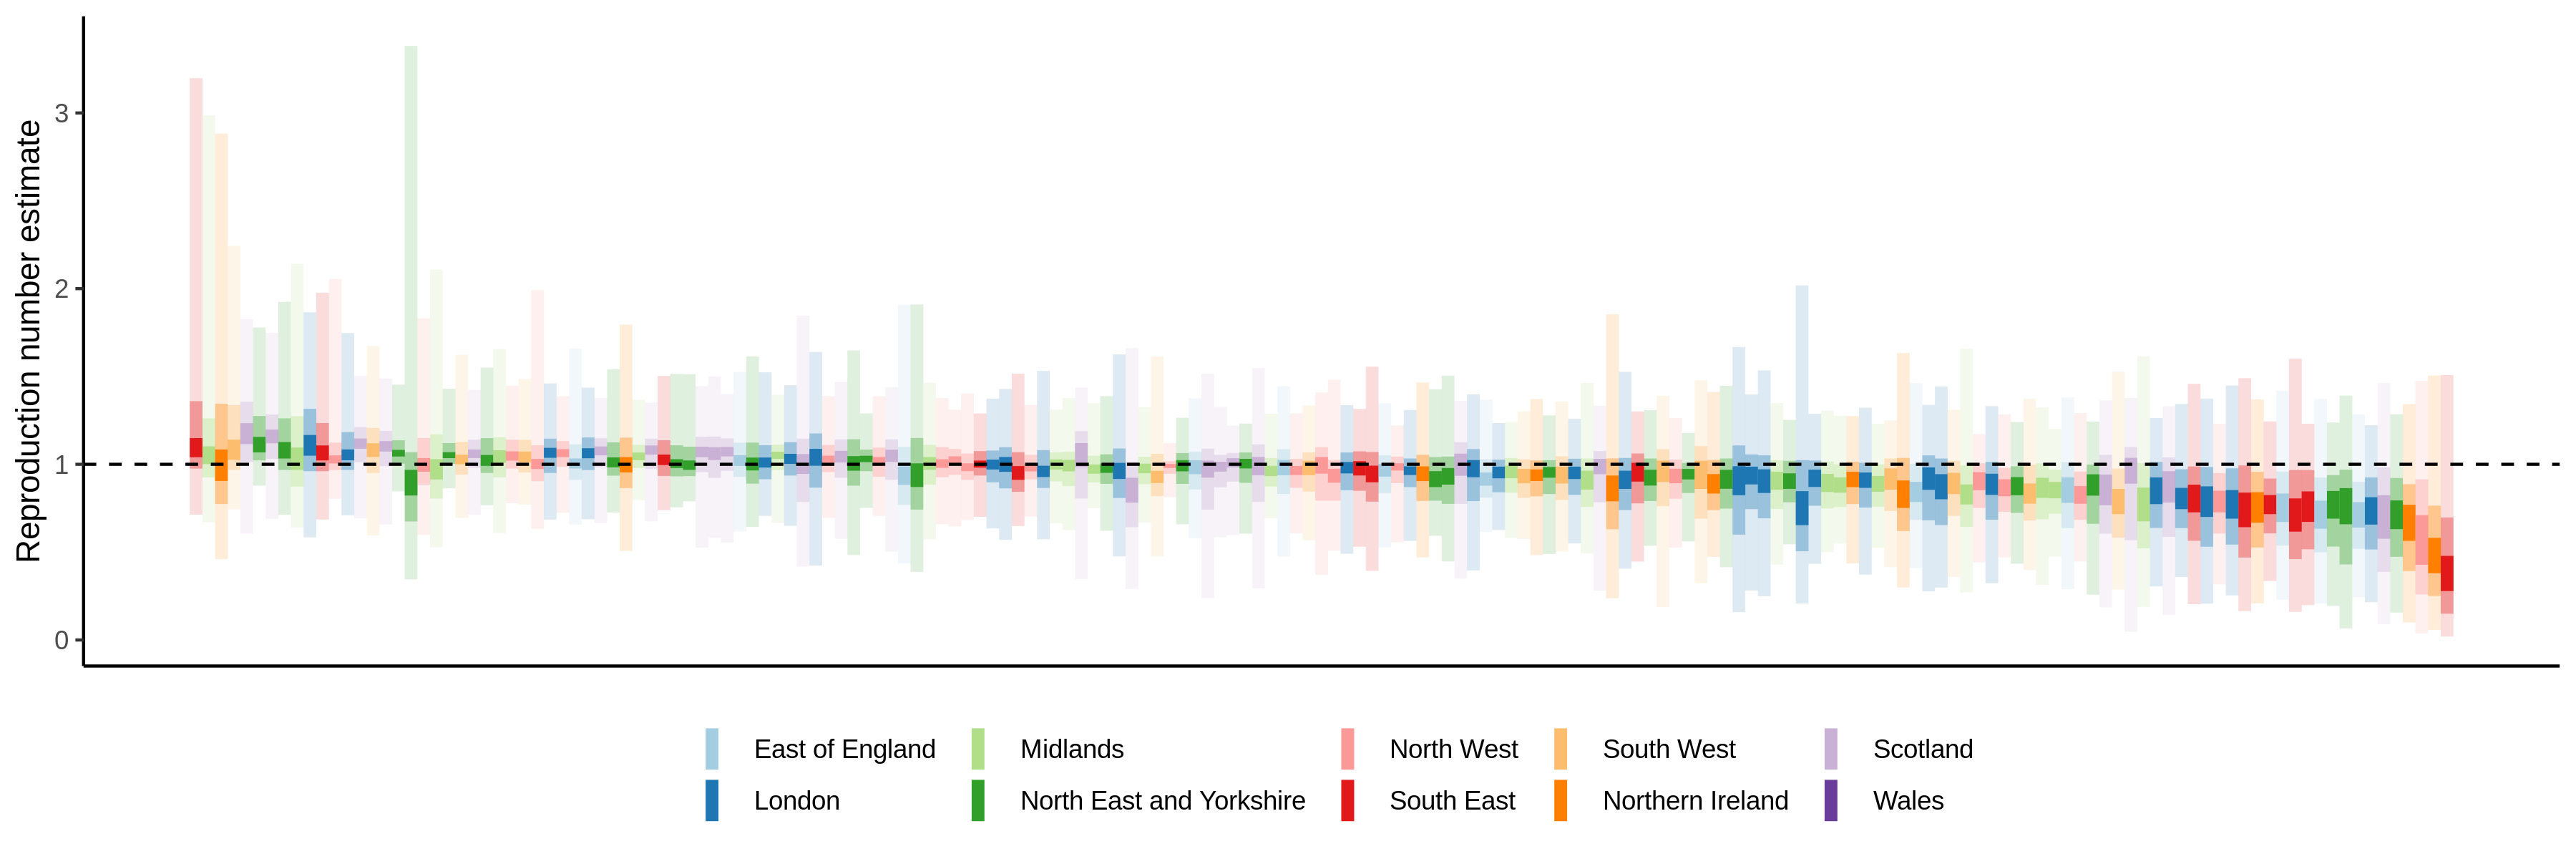 Reproduction number estimate
3
2
1
0
East of England
Midlands
North West
South West
Scotland
London
North East and Yorkshire
South East
Northern Ireland
Wales